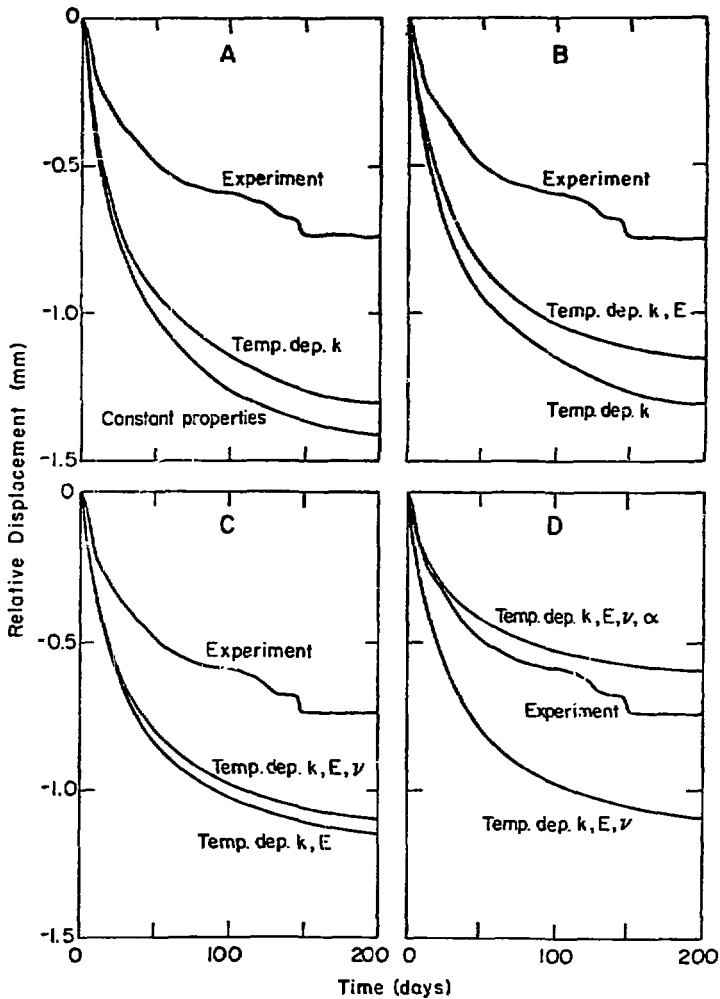 Relative Displacement (mm)
0
-0.5
-1.0
-1.5
A
Experiment
Temp. dep. k
Constant properties
B
Experiment
Temp. dep. k, E
Temp. dep. k
0
-0.5
-1.0
-1.5
C
Experiment
Temp. dep. k, E, ν
Temp. dep. k, E
D
Temp. dep. k, E, ν, α
Experiment
Temp. dep. k, E, ν
0 100 200 0 100 200
Time (days)